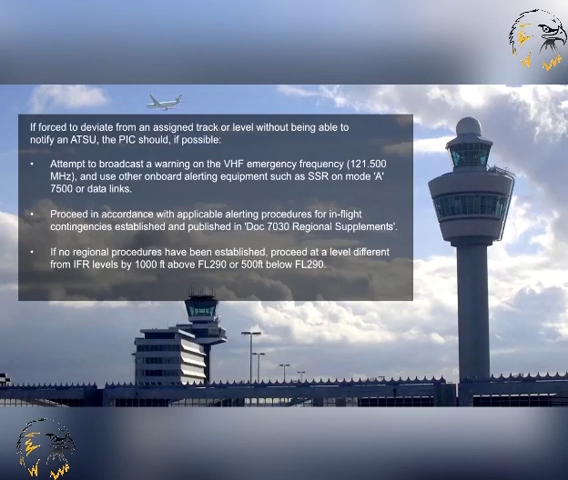 If forced to deviate from an assigned track or level without being able to
notify an ATSU, the PIC should, if possible:
• Attempt to broadcast a warning on the VHF emergency frequency (121.500
MHz), and use other onboard alerting equipment such as SSR on mode 'A'
7500 or data links.
• Proceed in accordance with applicable alerting procedures for in-flight
contingencies established and published in 'Doc 7030 Regional Supplements'.
• If no regional procedures have been established, proceed at a level different
from IFR levels by 1000 ft above FL290 or 500ft below FL290.